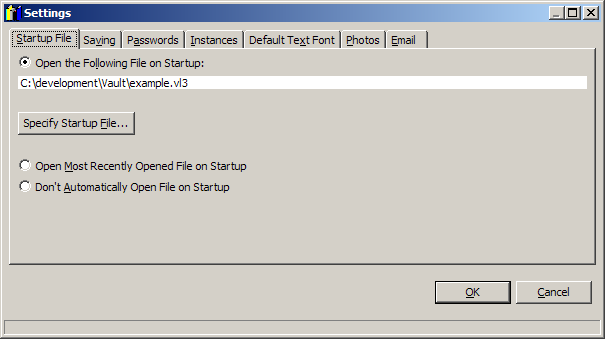 Settings
Startup File Saving Passwords Instances Default Text Font Photos Email
Open the Following File on Startup:
C:\development\Vault\example.vl3
Specify Startup File...
Open Most Recently Opened File on Startup
Don't Automatically Open File on Startup
OK Cancel